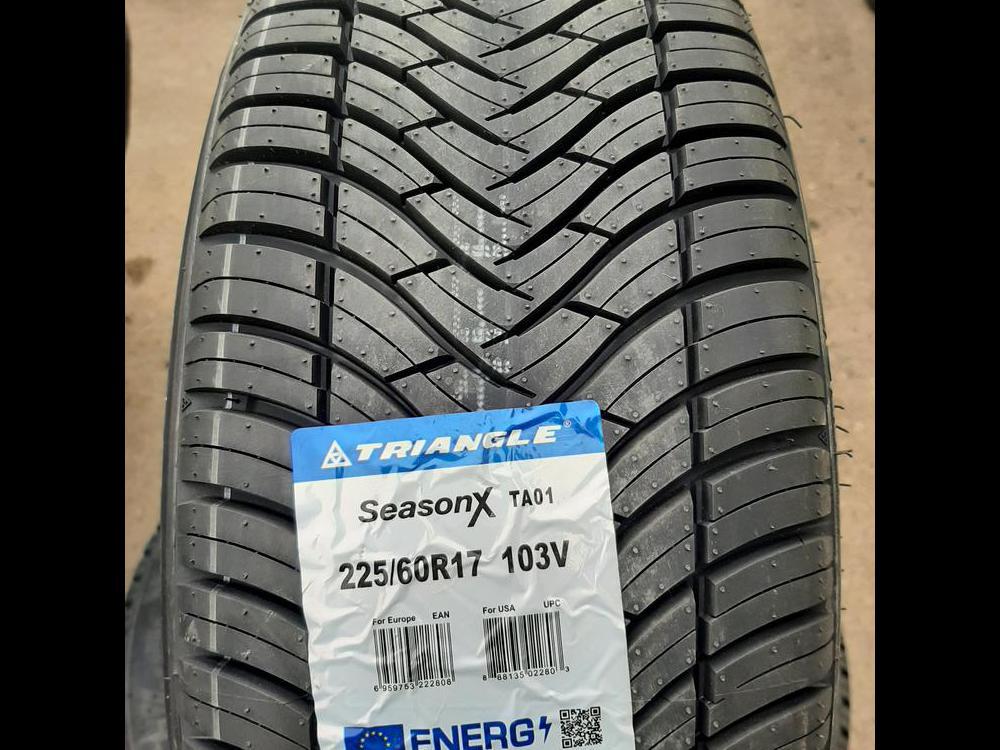 TRIANGLE®
SeasonX TA01
225/60R17 103V
For Europe EAN
For USA UPC
6 959753 222808
8 88135 02280 3
ENERG